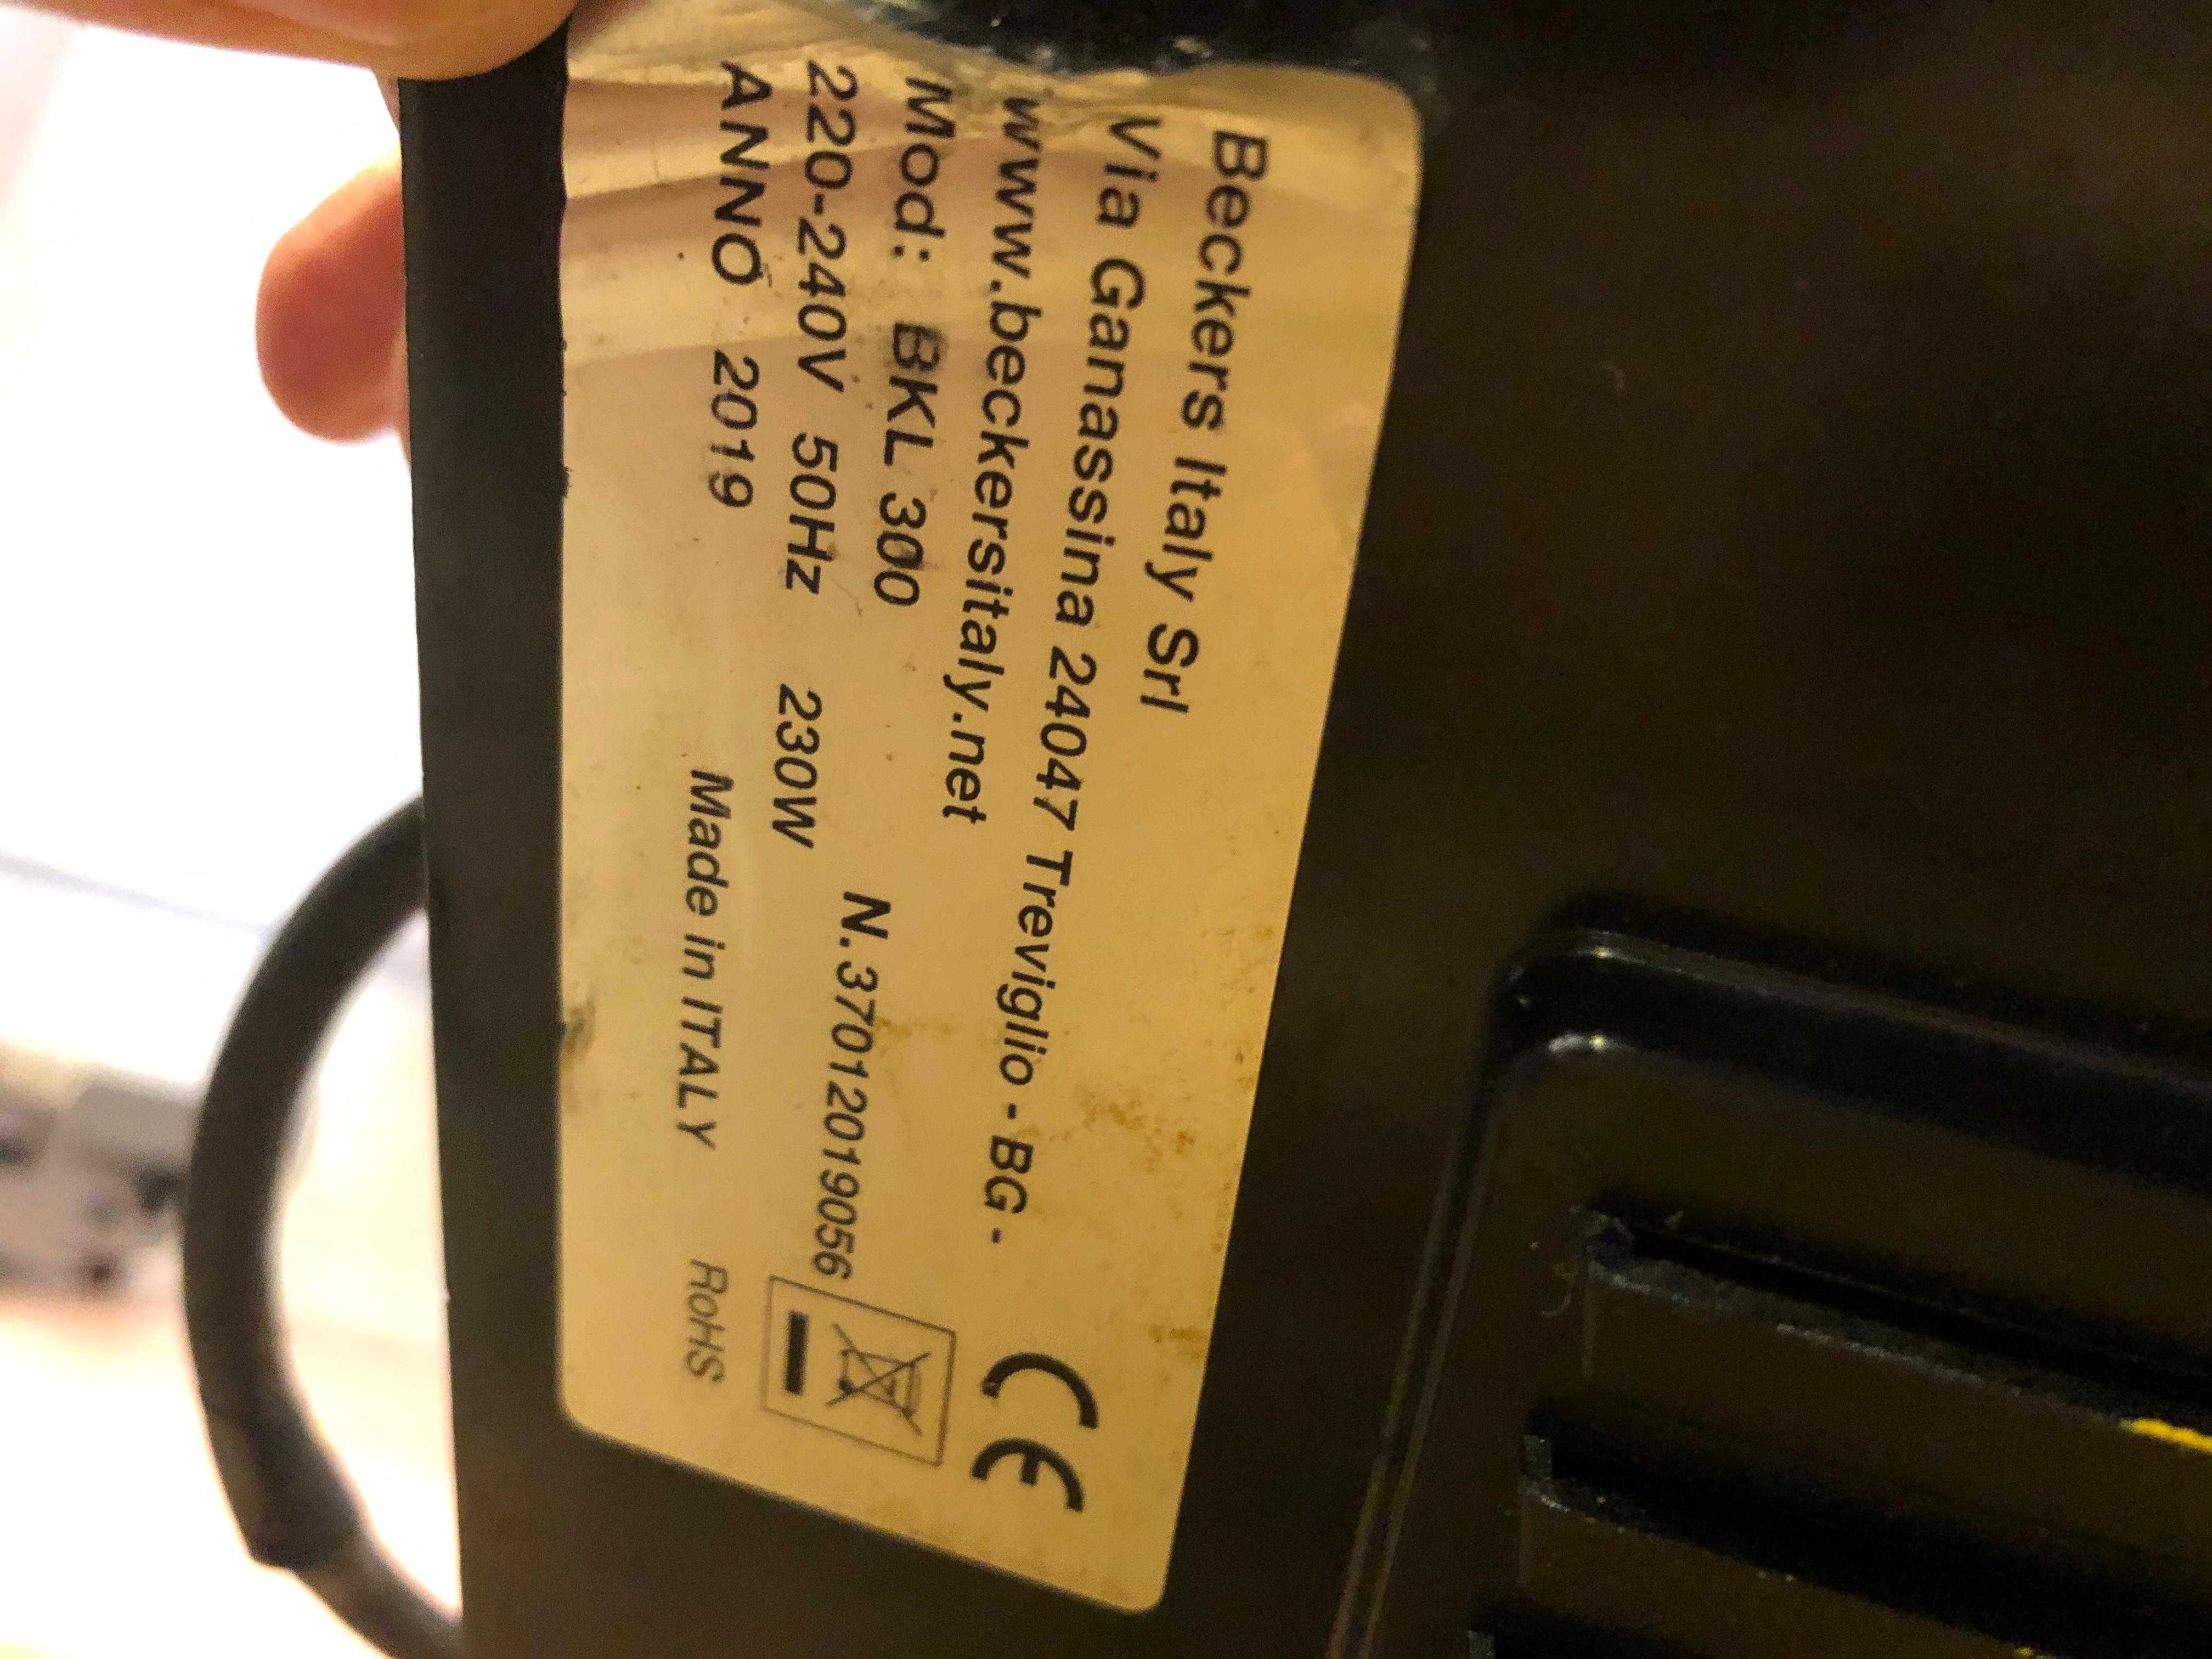 Beckers Italy Srl
Via Ganassina 24047 Treviglio - BG -
www.beckersitaly.net
CE
Mod: BKL 300
N.3701122019056
220-240V 50Hz 230W
ANNO 2019
Made in ITALY
RoHS